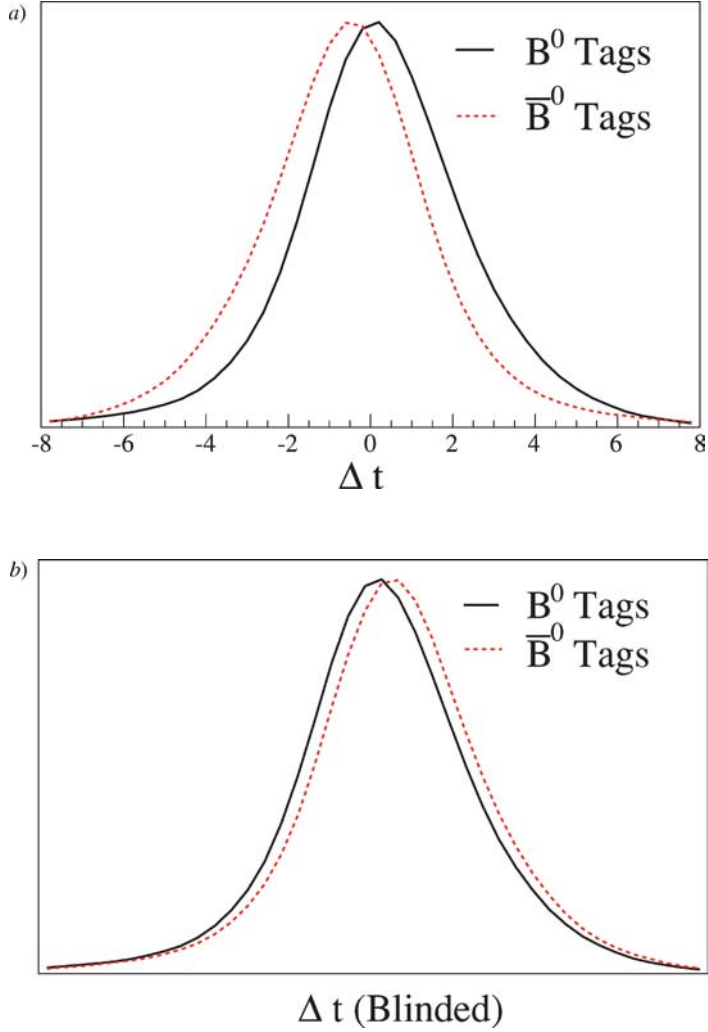 a)
B⁰ Tags
B̅⁰ Tags
-8 -6 -4 -2 0 2 4 6 8
Δ t
b)
B⁰ Tags
B̅⁰ Tags
Δ t (Blinded)